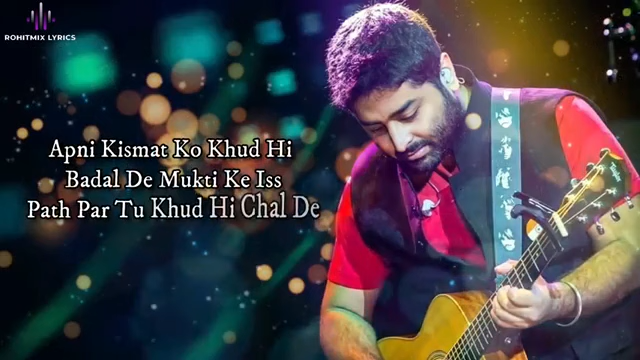 ROHITMIX LYRICS
Apni Kismat Ko Khud Hi
Badal De Mukti Ke Iss
Path Par Tu Khud Hi Chal De